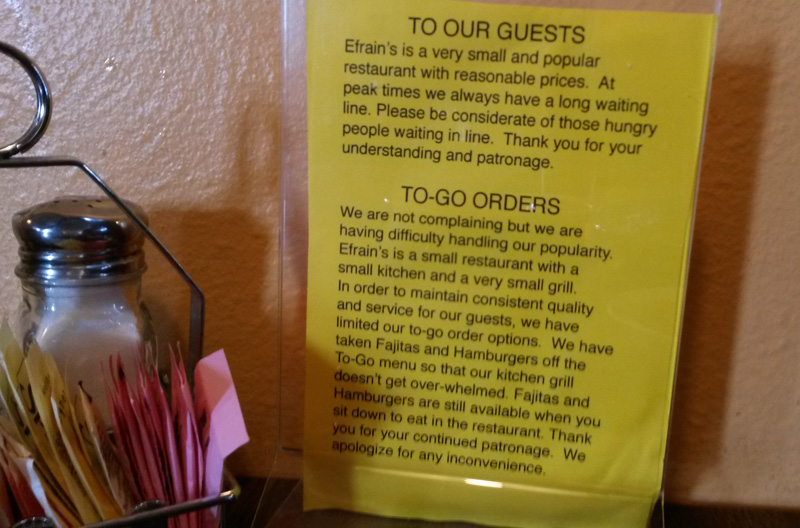 TO OUR GUESTS
Efrain's is a very small and popular
restaurant with reasonable prices. At
peak times we always have a long waiting
line. Please be considerate of those hungry
people waiting in line. Thank you for your
understanding and patronage.
TO-GO ORDERS
We are not complaining but we are
having difficulty handling our popularity.
Efrain's is a small restaurant with a
small kitchen and a very small grill.
In order to maintain consistent quality
and service for our guests, we have
limited our to-go order options. We have
taken Fajitas and Hamburgers off the
To-Go menu so that our kitchen grill
doesn't get over-whelmed. Fajitas and
Hamburgers are still available when you
sit down to eat in the restaurant. Thank
you for your continued patronage. We
apologize for any inconvenience.